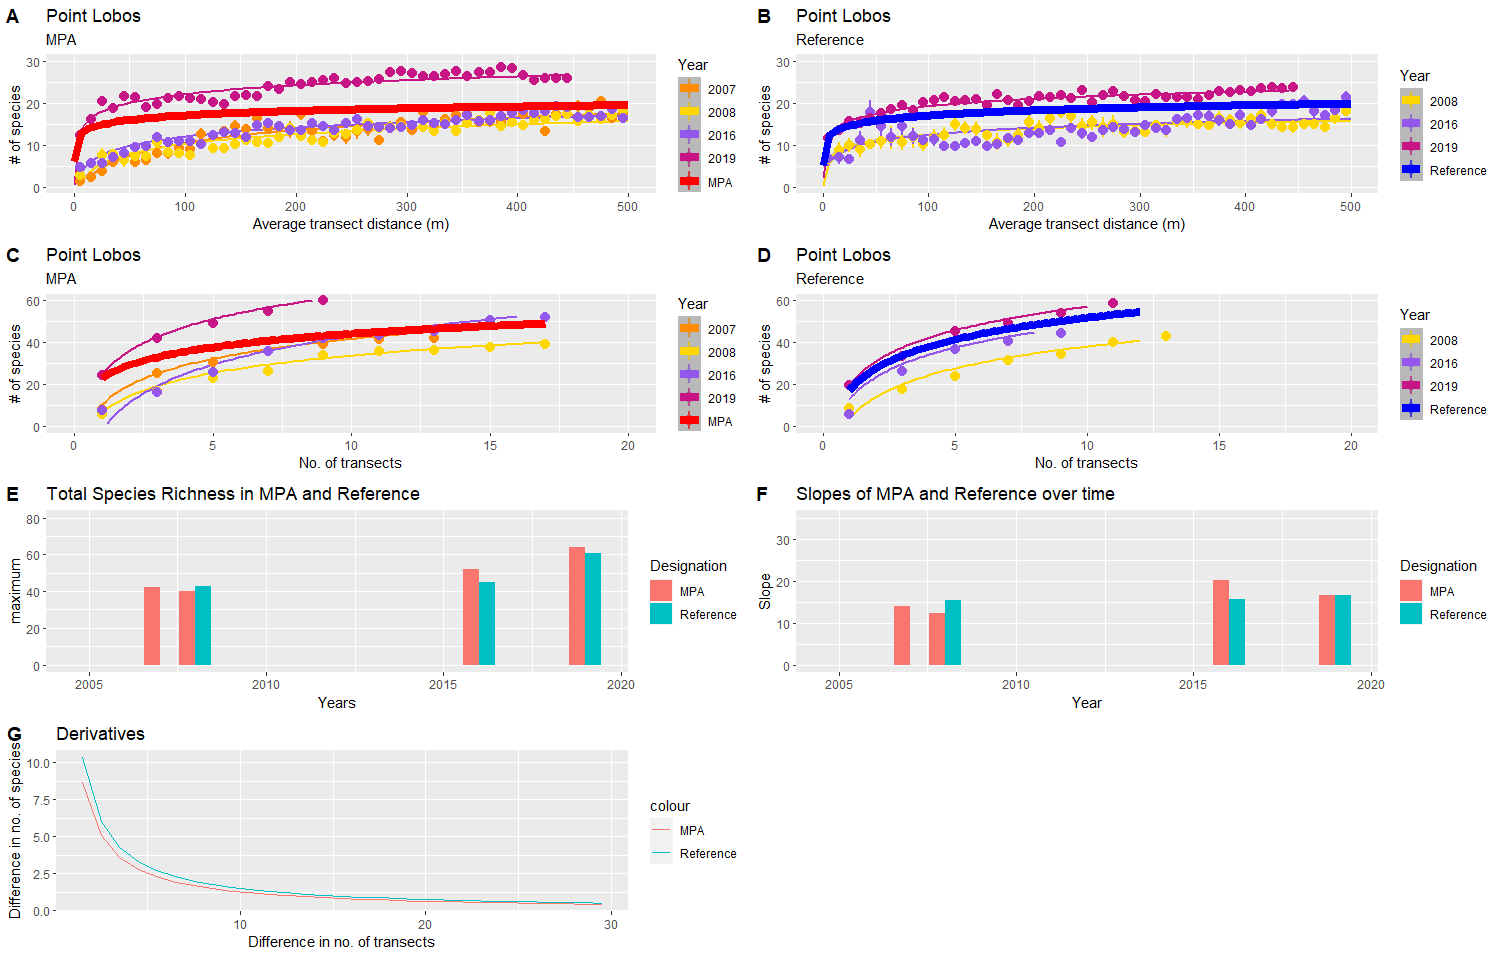 A Point Lobos
MPA
30
20
10
0
# of species
0 100 200 300 400 500
Average transect distance (m)
Year
2007
2008
2016
2019
MPA
B Point Lobos
Reference
30
20
10
0
# of species
0 100 200 300 400 500
Average transect distance (m)
Year
2008
2016
2019
Reference
C Point Lobos
MPA
60
40
20
0
# of species
0 5 10 15 20
No. of transects
Year
2007
2008
2016
2019
MPA
D Point Lobos
Reference
60
40
20
0
# of species
0 5 10 15 20
No. of transects
Year
2008
2016
2019
Reference
E Total Species Richness in MPA and Reference
80
60
40
20
0
maximum
2005 2010 2015 2020
Years
Designation
MPA
Reference
F Slopes of MPA and Reference over time
30
20
10
0
Slope
2005 2010 2015 2020
Year
Designation
MPA
Reference
G Derivatives
10.0
7.5
5.0
2.5
0.0
Difference in no. of species
10 20 30
Difference in no. of transects
colour
MPA
Reference